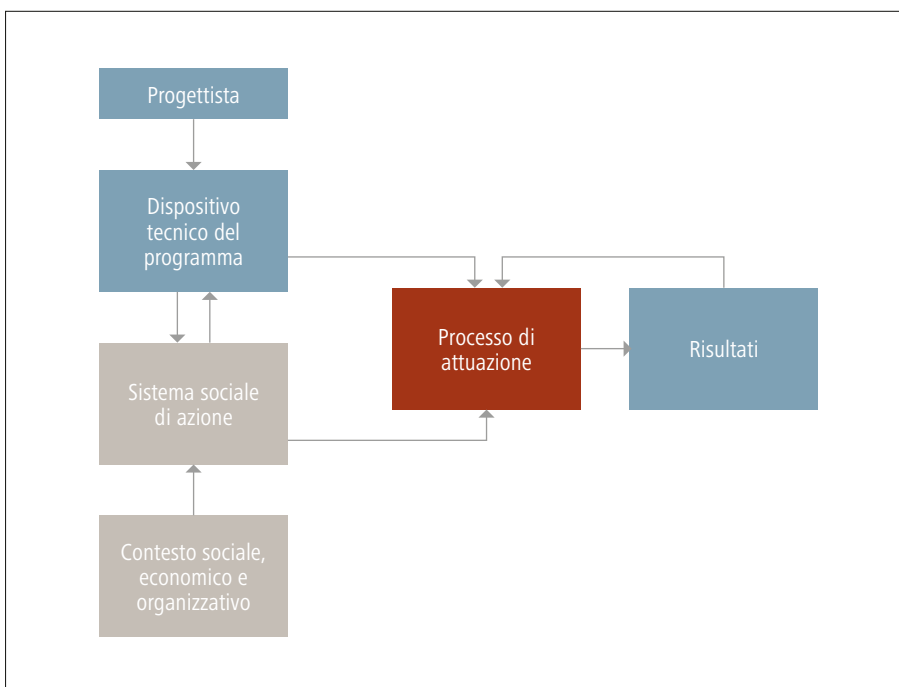 Progettista
Dispositivo
tecnico del
programma
Processo di
attuazione
Risultati
Sistema sociale
di azione
Contesto sociale,
economico e
organizzativo